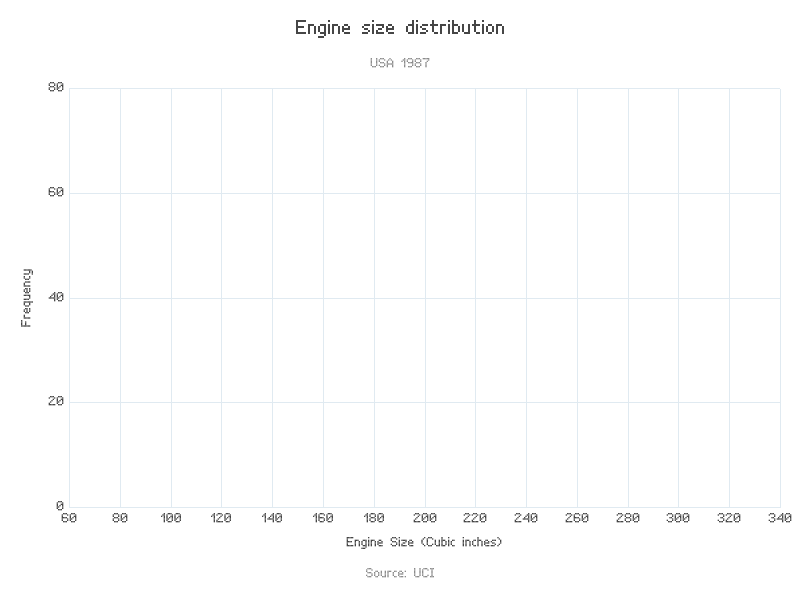 Engine size distribution
USA 1987
80
60
40
20
0
Frequency
60 80 100 120 140 160 180 200 220 240 260 280 300 320 340
Engine Size (Cubic inches)
Source: UCI